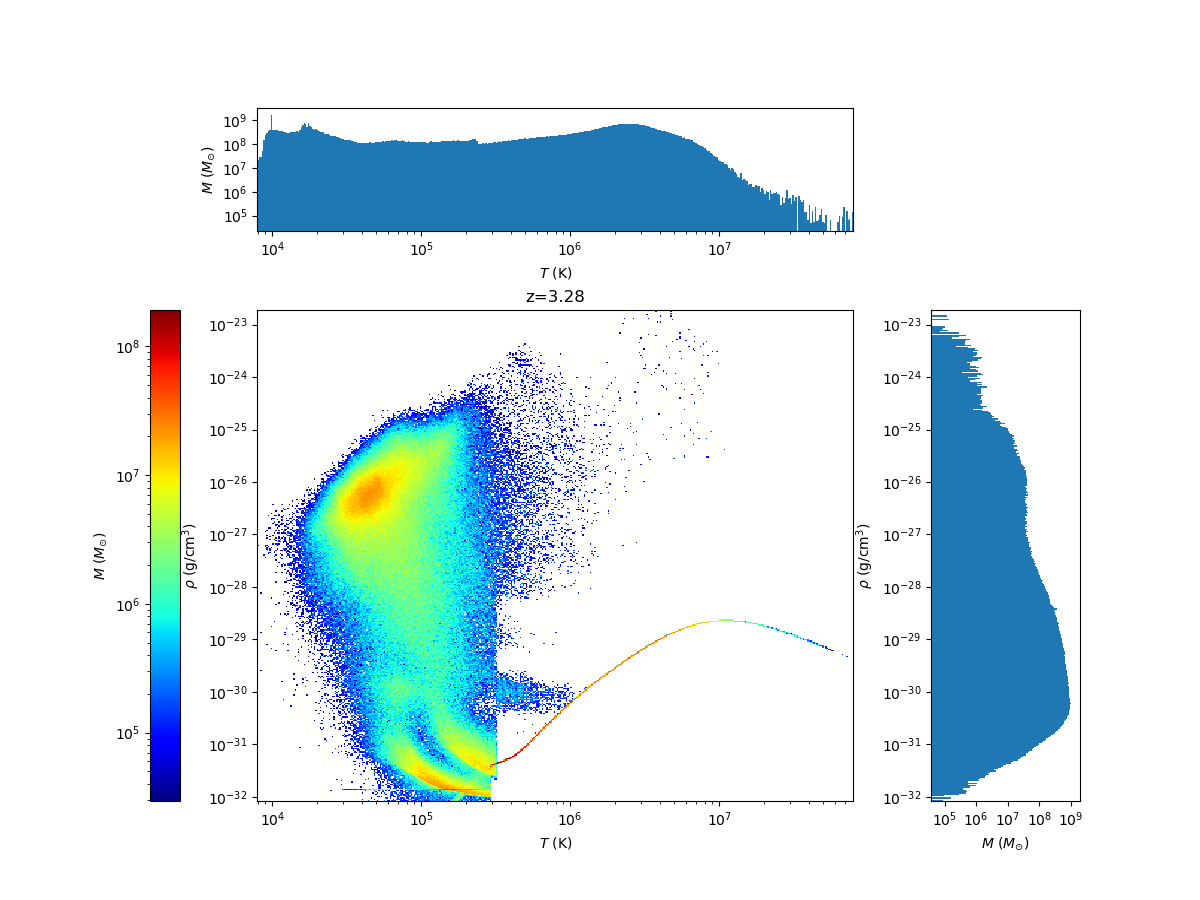 10⁹
10⁸
10⁷
10⁶
10⁵
M (M☉)
10⁴ 10⁵ 10⁶ 10⁷
T (K)
z=3.28
10⁸
10⁷
10⁶
10⁵
M (M☉)
10⁻²³
10⁻²⁴
10⁻²⁵
10⁻²⁶
10⁻²⁷
10⁻²⁸
10⁻²⁹
10⁻³⁰
10⁻³¹
10⁻³²
ρ (g/cm³)
10⁴ 10⁵ 10⁶ 10⁷
T (K)
10⁻²³
10⁻²⁴
10⁻²⁵
10⁻²⁶
10⁻²⁷
10⁻²⁸
10⁻²⁹
10⁻³⁰
10⁻³¹
10⁻³²
ρ (g/cm³)
10⁵ 10⁶ 10⁷ 10⁸ 10⁹
M (M☉)